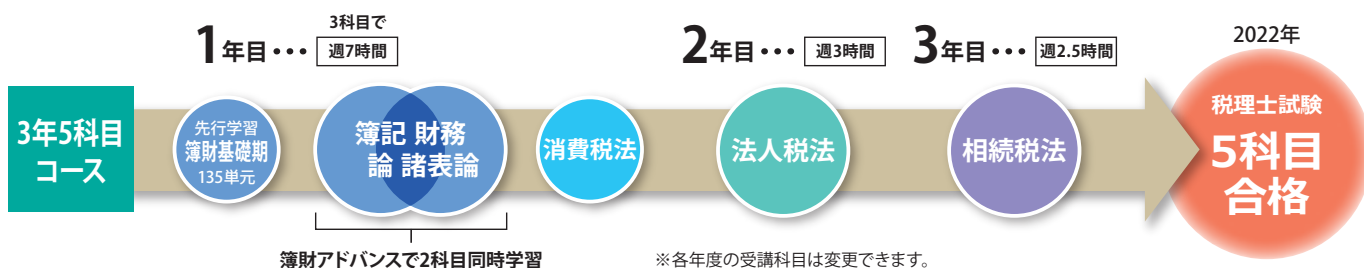 3年5科目
コース
1年目・・・
3科目で
週7時間
先行学習
簿財基礎期
135単元
簿記 財務
論 諸表論
簿財アドバンスで2科目同時学習
消費税法
2年目・・・ 週3時間
法人税法
3年目・・・ 週2.5時間
相続税法
※各年度の受講科目は変更できます。
2022年
税理士試験
5科目
合格